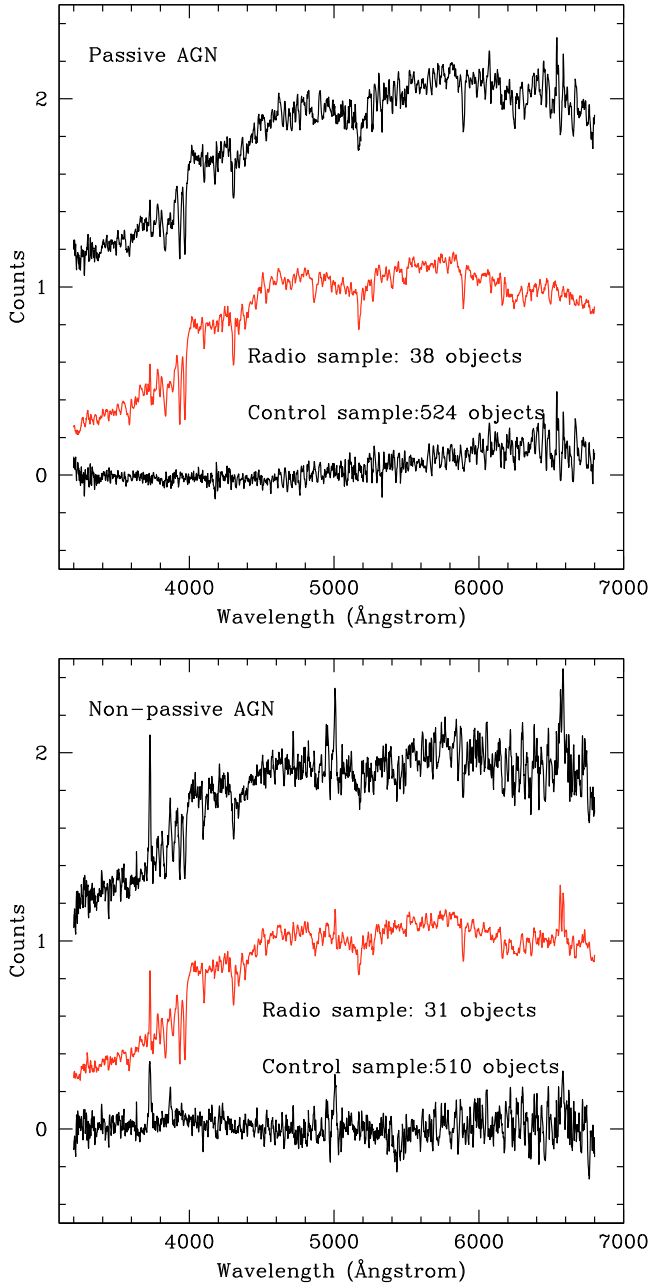 Passive AGN
2
1
0
Counts
Radio sample: 38 objects
Control sample:524 objects
4000 5000 6000 7000
Wavelength (Ångstrom)
Non-passive AGN
2
1
0
Counts
Radio sample: 31 objects
Control sample:510 objects
4000 5000 6000 7000
Wavelength (Ångstrom)